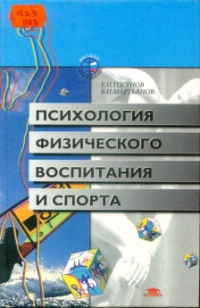 Е.Н.ГОГУНОВ
Б.И.МАРТЬЯНОВ
ПСИХОЛОГИЯ
ФИЗИЧЕСКОГО
ВОСПИТАНИЯ
И СПОРТА